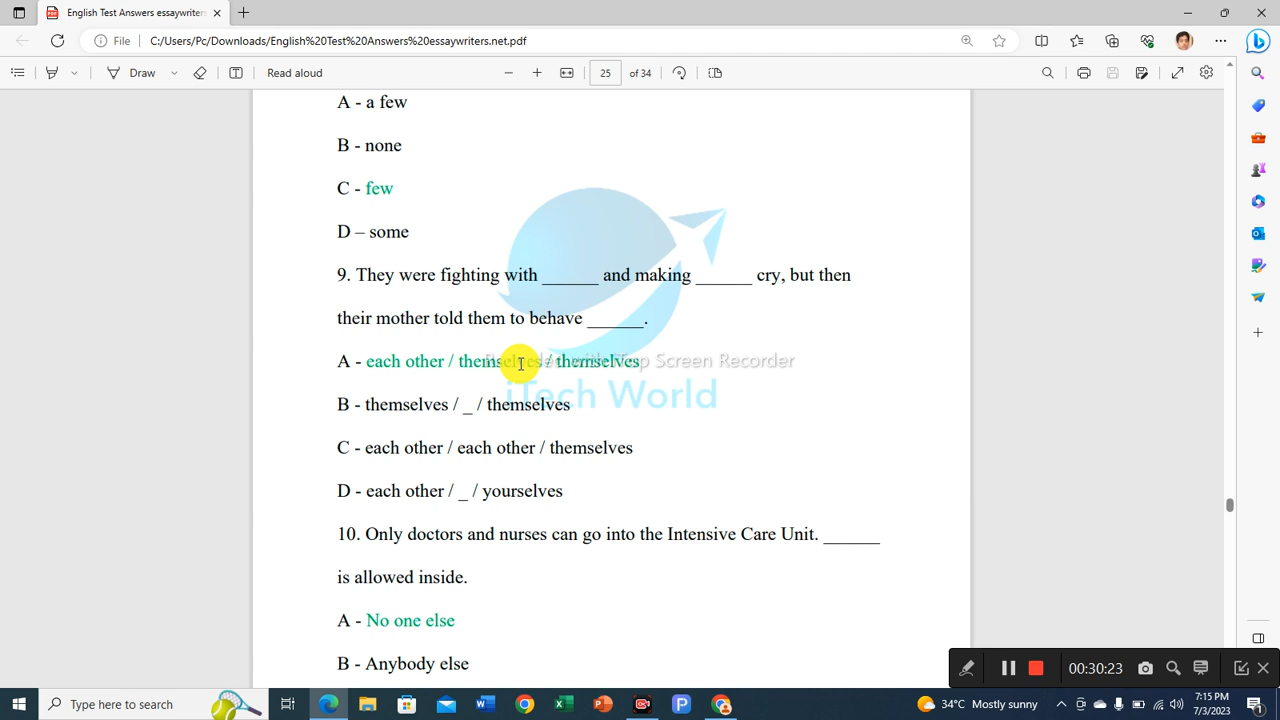 English Test Answers essaywriters
File
C:/Users/Pc/Downloads/English%20Test%20Answers%20essaywriters.net.pdf
Draw
Read aloud
25 of 34
A - a few
B - none
C - few
D – some
9. They were fighting with ______ and making ______ cry, but then
their mother told them to behave ______.
A - each other / themselves / themselves
Screen Recorder
iTech World
B - themselves / _ / themselves
C - each other / each other / themselves
D - each other / _ / yourselves
10. Only doctors and nurses can go into the Intensive Care Unit. ______
is allowed inside.
A - No one else
B - Anybody else
00:30:23
Type here to search
34°C Mostly sunny
7:15 PM
7/3/2023